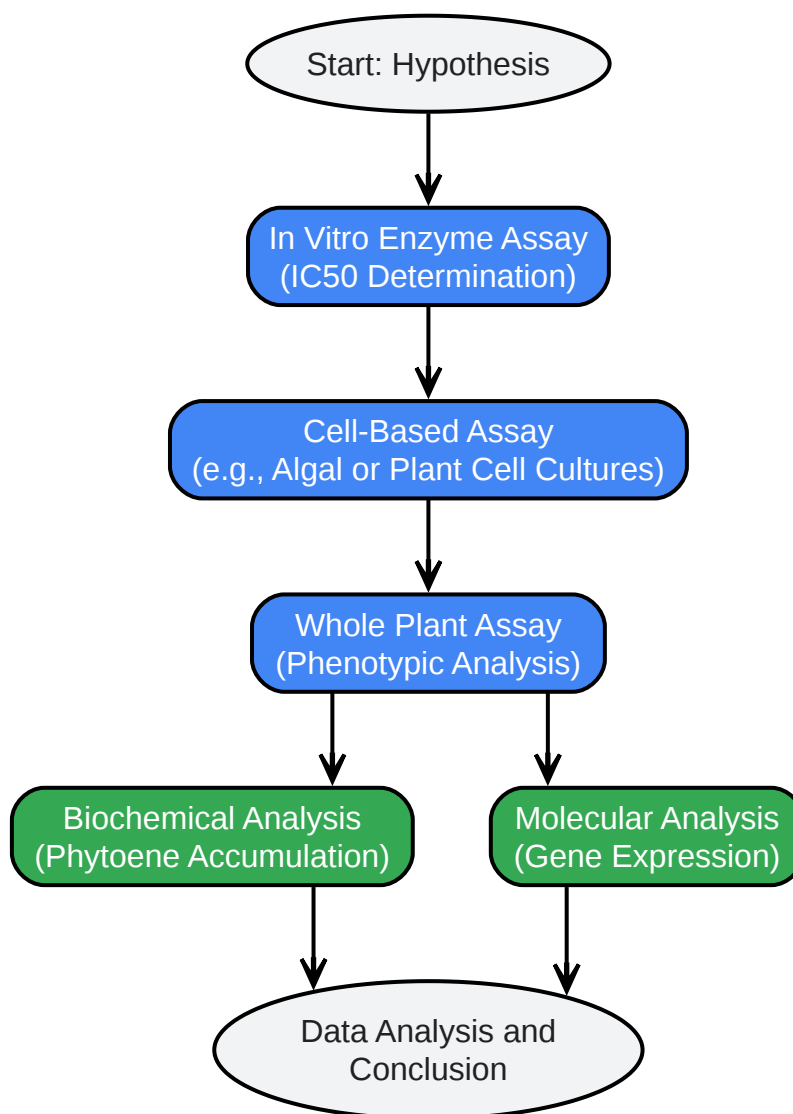 Start: Hypothesis
In Vitro Enzyme Assay
(IC50 Determination)
Cell-Based Assay
(e.g., Algal or Plant Cell Cultures)
Whole Plant Assay
(Phenotypic Analysis)
Biochemical Analysis
(Phytoene Accumulation)
Molecular Analysis
(Gene Expression)
Data Analysis and
Conclusion